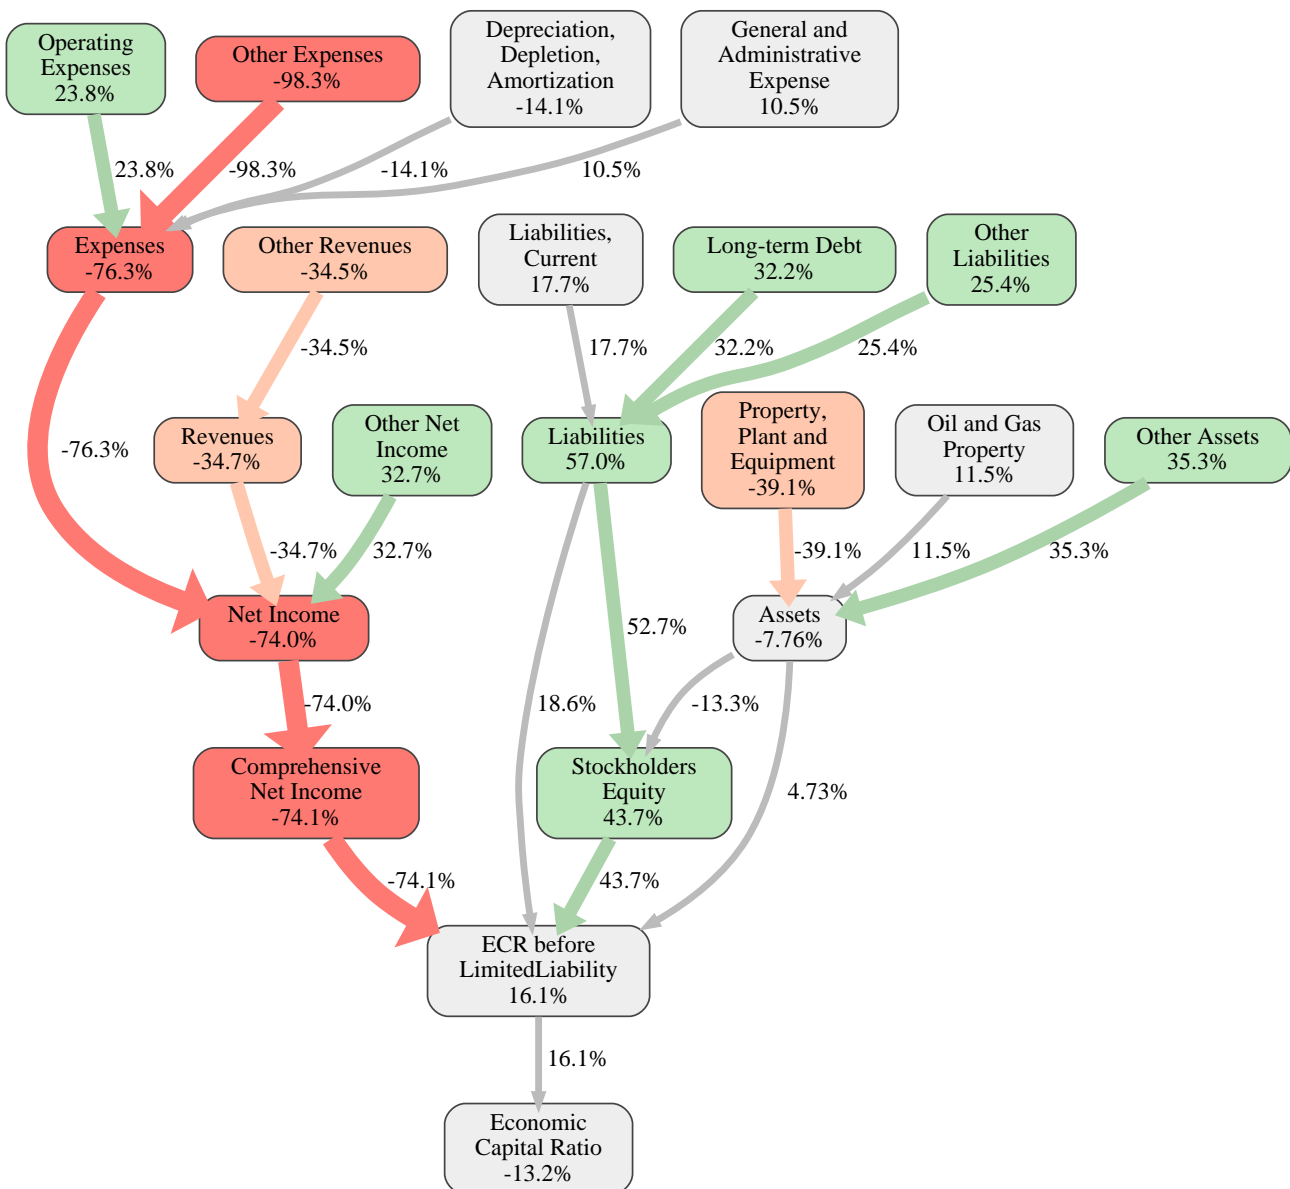 Operating
Expenses
23.8%
Other Expenses
-98.3%
Depreciation,
Depletion,
Amortization
-14.1%
General and
Administrative
Expense
10.5%
23.8%
-98.3%
-14.1%
10.5%
Expenses
-76.3%
Other Revenues
-34.5%
Liabilities,
Current
17.7%
Long-term Debt
32.2%
Other
Liabilities
25.4%
-34.5%
17.7%
32.2%
25.4%
-76.3%
Revenues
-34.7%
Other Net
Income
32.7%
Liabilities
57.0%
Property,
Plant and
Equipment
-39.1%
Oil and Gas
Property
11.5%
Other Assets
35.3%
-34.7%
32.7%
-39.1%
11.5%
35.3%
Net Income
-74.0%
52.7%
Assets
-7.76%
-74.0%
18.6%
-13.3%
Comprehensive
Net Income
-74.1%
Stockholders
Equity
43.7%
4.73%
-74.1%
43.7%
ECR before
LimitedLiability
16.1%
16.1%
Economic
Capital Ratio
-13.2%